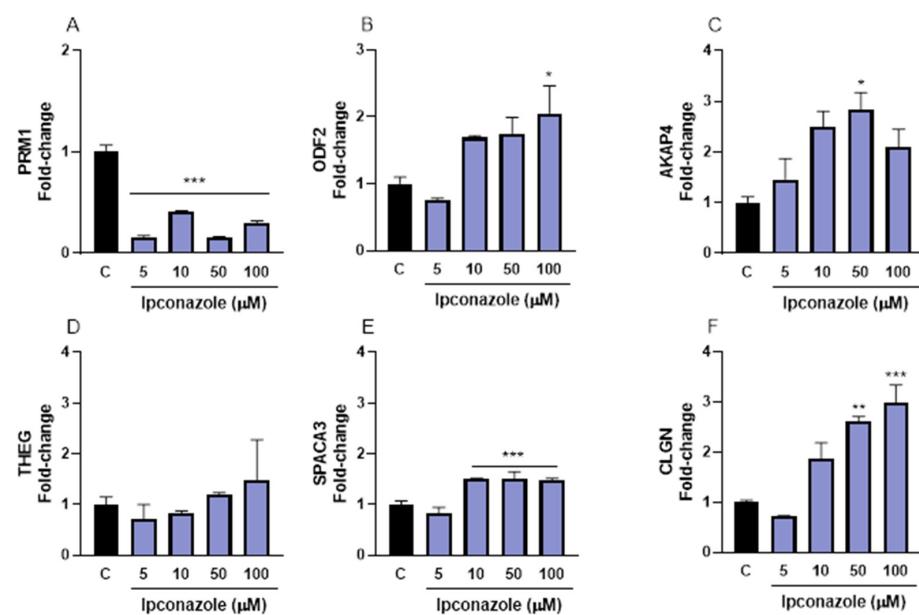 A
PRM1
Fold-change
2
1
0
***
C 5 10 50 100
Ipconazole (μM)
B
ODF2
Fold-change
3
2
1
0
*
C 5 10 50 100
Ipconazole (μM)
C
AKAP4
Fold-change
4
3
2
1
0
*
C 5 10 50 100
Ipconazole (μM)
D
THEG
Fold-change
4
3
2
1
0
C 5 10 50 100
Ipconazole (μM)
E
SPACA3
Fold-change
4
3
2
1
0
***
C 5 10 50 100
Ipconazole (μM)
F
CLGN
Fold-change
4
3
2
1
0
**
***
C 5 10 50 100
Ipconazole (μM)